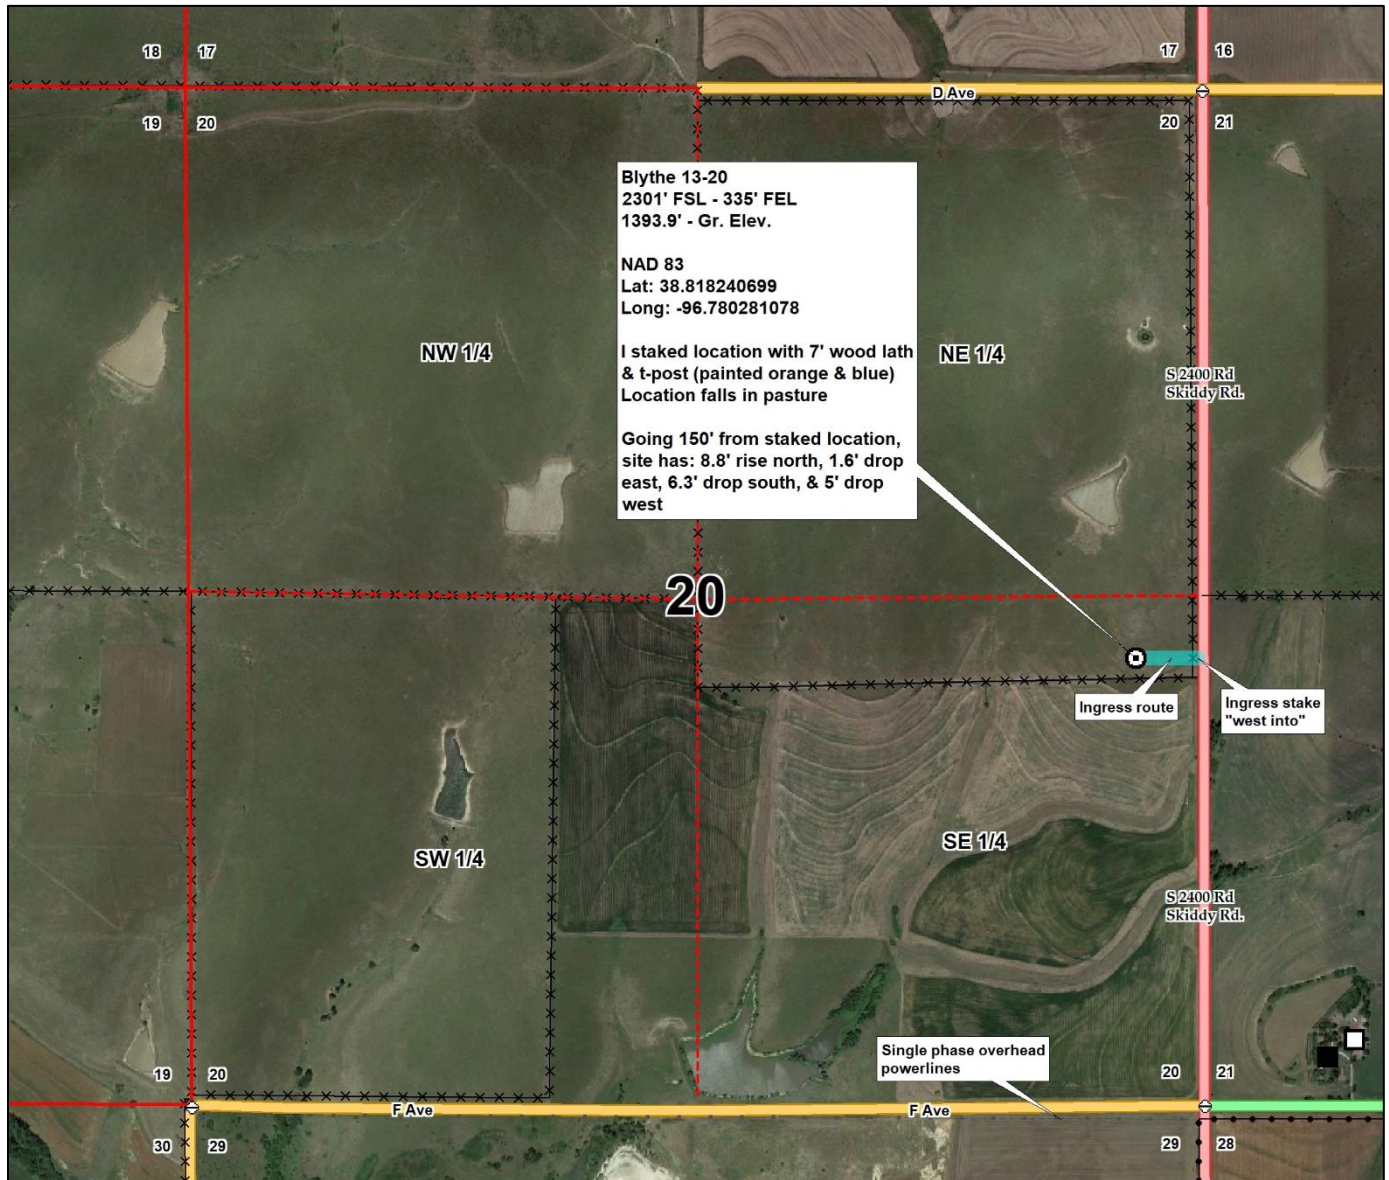 18 17
17 16
D Ave
19 20
20 21
Blythe 13-20
2301' FSL - 335' FEL
1393.9' - Gr. Elev.
NAD 83
Lat: 38.818240699
Long: -96.780281078
I staked location with 7' wood lath
& t-post (painted orange & blue)
Location falls in pasture
Going 150' from staked location,
site has: 8.8' rise north, 1.6' drop
east, 6.3' drop south, & 5' drop
west
NW 1/4
NE 1/4
S 2400 Rd
Skiddy Rd.
20
Ingress route
Ingress stake
"west into"
SW 1/4
SE 1/4
S 2400 Rd
Skiddy Rd.
Single phase overhead
powerlines
19 20
20 21
F Ave
F Ave
30 29
29 28